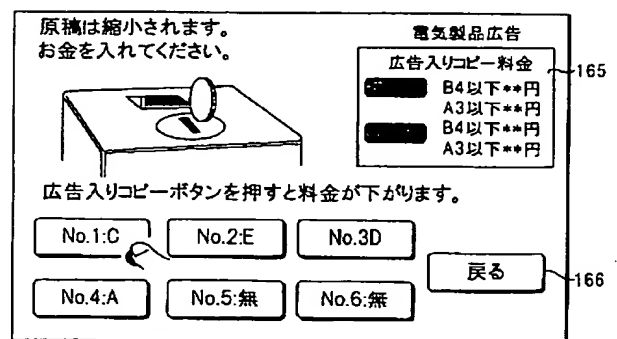 原稿は縮小されます。
お金を入れてください。
電気製品広告
広告入りコピー料金
B4以下**円
A3以下**円
B4以下**円
A3以下**円
165
広告入りコピーボタンを押すと料金が下がります。
No.1:C
No.2:E
No.3D
戻る
166
No.4:A
No.5:無
No.6:無